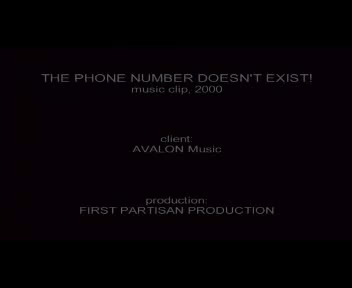 THE PHONE NUMBER DOESN'T EXIST!
music clip, 2000
client:
AVALON Music
production:
FIRST PARTISAN PRODUCTION